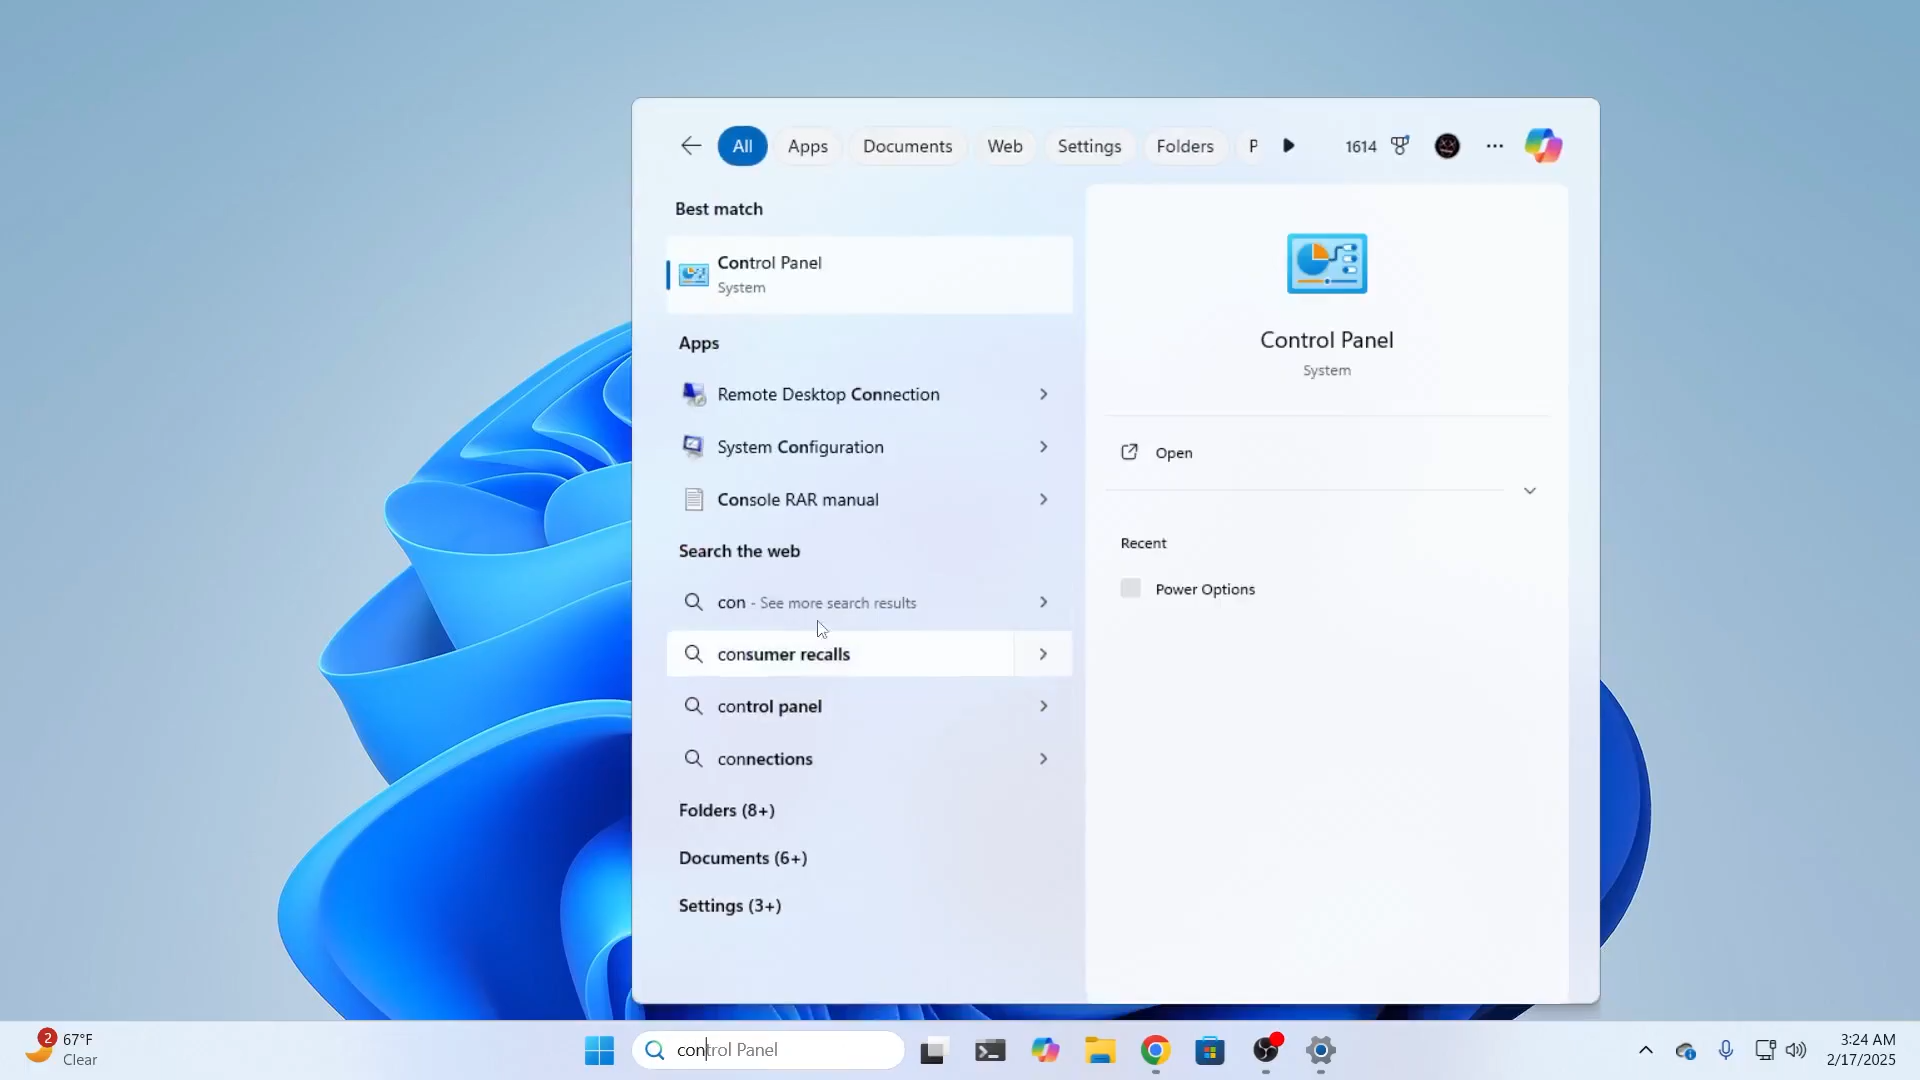 All Apps Documents Web Settings Folders P 1614
Best match
Control Panel
System
Apps
Remote Desktop Connection
System Configuration
Console RAR manual
Search the web
con - See more search results
consumer recalls
control panel
connections
Folders (8+)
Documents (6+)
Settings (3+)
Control Panel
System
Open
Recent
Power Options
2
67°F
Clear
control Panel
3:24 AM
2/17/2025